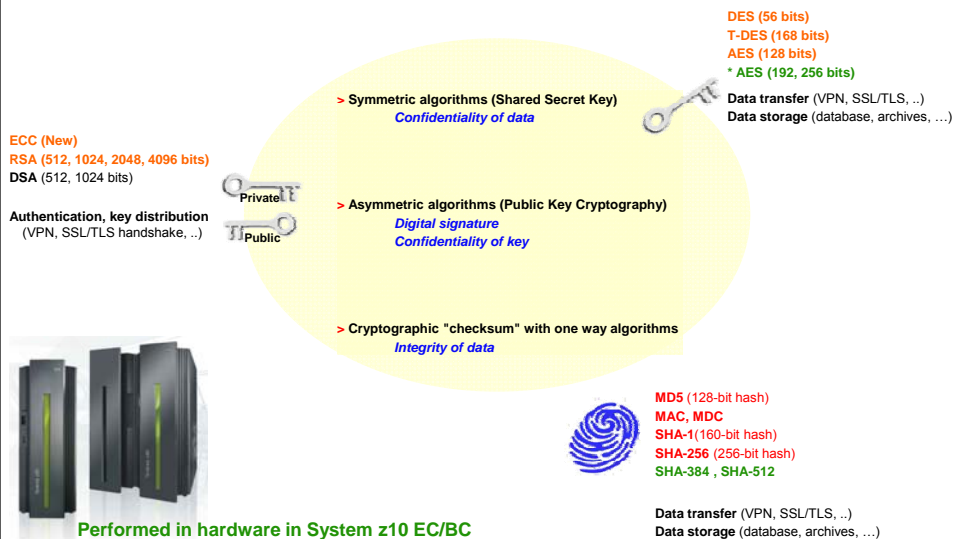 DES (56 bits)
T-DES (168 bits)
AES (128 bits)
* AES (192, 256 bits)
Data transfer (VPN, SSL/TLS, ..)
Data storage (database, archives, …)
> Symmetric algorithms (Shared Secret Key)
Confidentiality of data
ECC (New)
RSA (512, 1024, 2048, 4096 bits)
DSA (512, 1024 bits)
Authentication, key distribution
(VPN, SSL/TLS handshake, ..)
Private
Public
> Asymmetric algorithms (Public Key Cryptography)
Digital signature
Confidentiality of key
> Cryptographic "checksum" with one way algorithms
Integrity of data
MD5 (128-bit hash)
MAC, MDC
SHA-1(160-bit hash)
SHA-256 (256-bit hash)
SHA-384 , SHA-512
Data transfer (VPN, SSL/TLS, ..)
Data storage (database, archives, …)
Performed in hardware in System z10 EC/BC